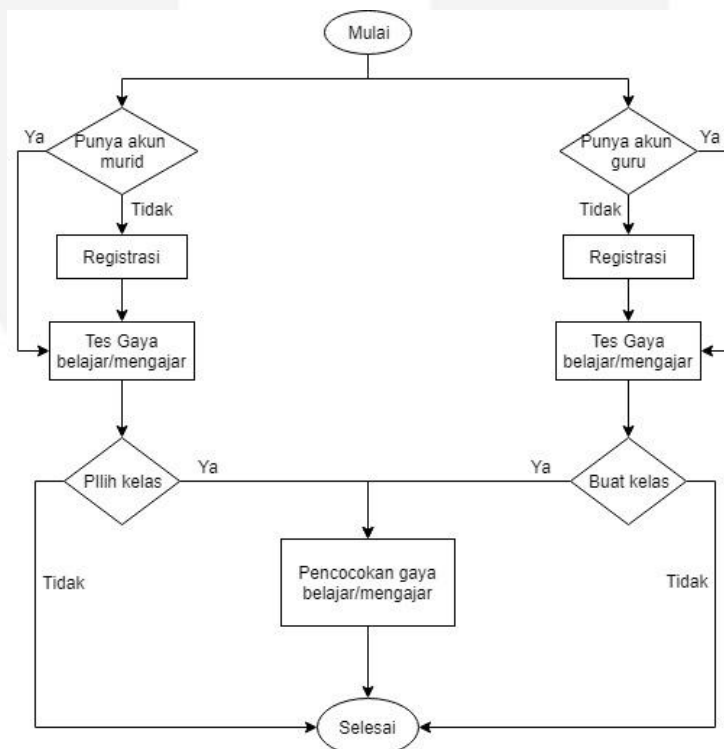 Mulai
Ya
Punya akun
murid
Punya akun
guru
Ya
Tidak
Tidak
Registrasi
Registrasi
Tes Gaya
belajar/mengajar
Tes Gaya
belajar/mengajar
PIlih kelas
Ya
Ya
Buat kelas
Tidak
Pencocokan gaya
belajar/mengajar
Tidak
Selesai